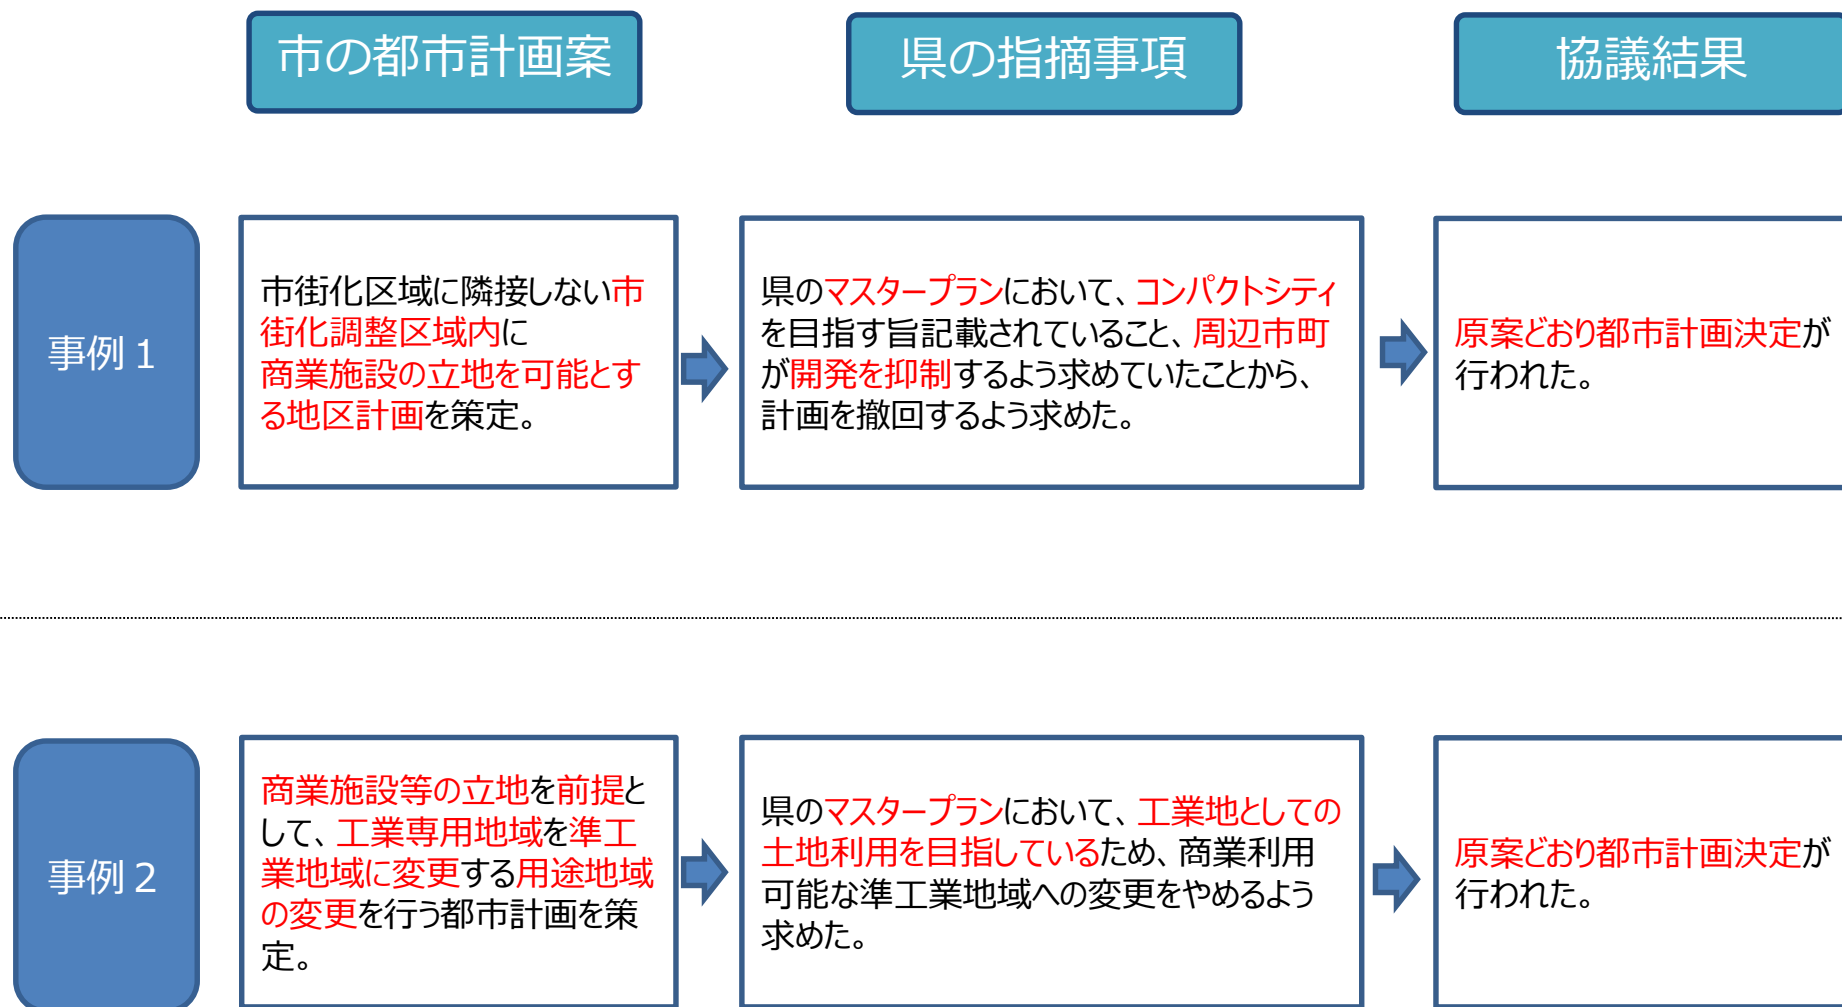 市の都市計画案
県の指摘事項
協議結果
事例1
市街化区域に隣接しない市
街化調整区域内に
商業施設の立地を可能とす
る地区計画を策定。
県のマスタープランにおいて、コンパクトシティ
を目指す旨記載されていること、周辺市町
が開発を抑制するよう求めていたことから、
計画を撤回するよう求めた。
原案どおり都市計画決定が
行われた。
事例2
商業施設等の立地を前提と
して、工業専用地域を準工
業地域に変更する用途地域
の変更を行う都市計画を策
定。
県のマスタープランにおいて、工業地としての
土地利用を目指しているため、商業利用
可能な準工業地域への変更をやめるよう
求めた。
原案どおり都市計画決定が
行われた。